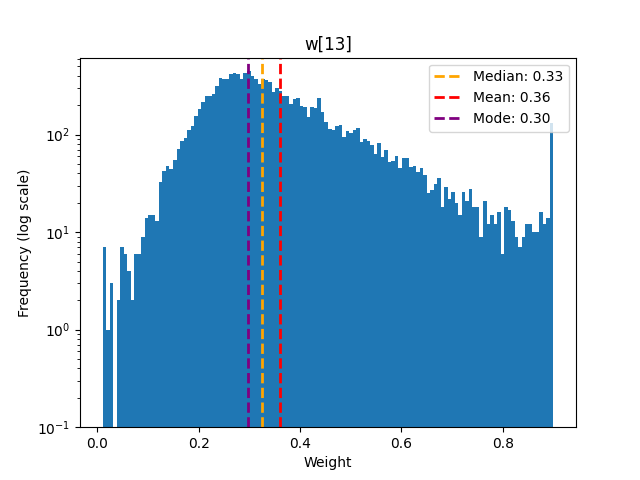 w[13]
Median: 0.33
Mean: 0.36
Mode: 0.30
Frequency (log scale)
10²
10¹
10⁰
10⁻¹
0.0 0.2 0.4 0.6 0.8
Weight